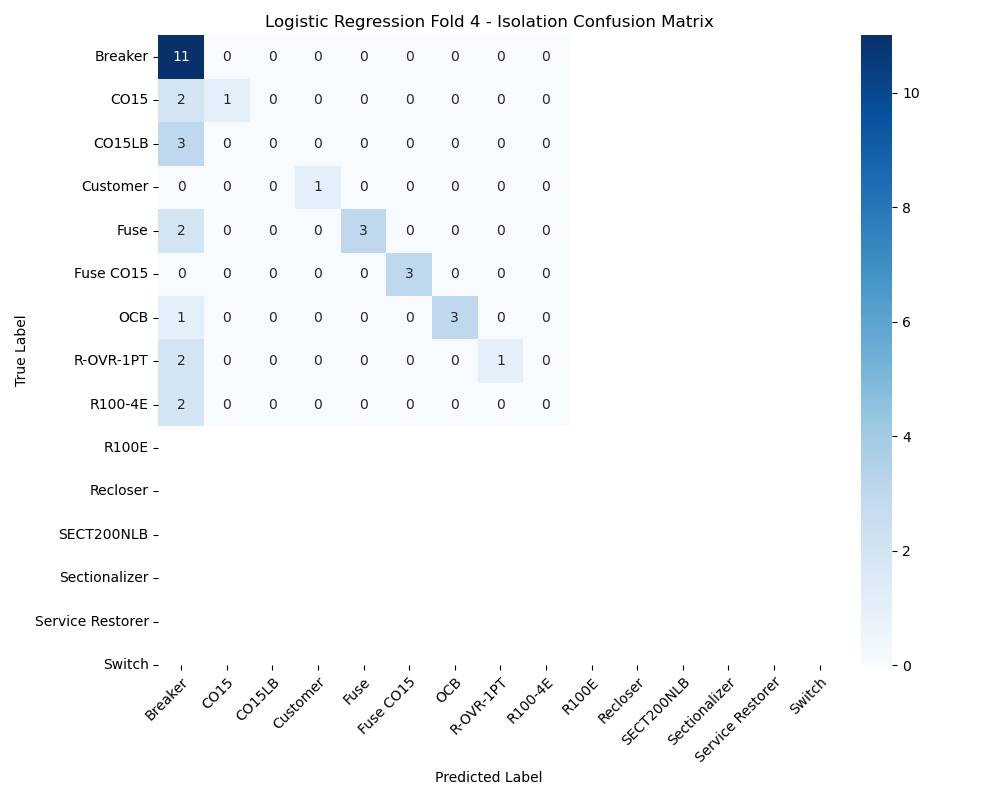 Logistic Regression Fold 4 - Isolation Confusion Matrix
True Label
Breaker 11 0 0 0 0 0 0 0 0
CO15 2 1 0 0 0 0 0 0 0
CO15LB 3 0 0 0 0 0 0 0 0
Customer 0 0 0 1 0 0 0 0 0
Fuse 2 0 0 0 3 0 0 0 0
Fuse CO15 0 0 0 0 0 3 0 0 0
OCB 1 0 0 0 0 0 3 0 0
R-OVR-1PT 2 0 0 0 0 0 0 1 0
R100-4E 2 0 0 0 0 0 0 0 0
R100E
Recloser
SECT200NLB
Sectionalizer
Service Restorer
Switch
Breaker CO15 CO15LB Customer Fuse Fuse CO15 OCB R-OVR-1PT R100-4E R100E Recloser SECT200NLB Sectionalizer Service Restorer Switch
Predicted Label
10
8
6
4
2
0